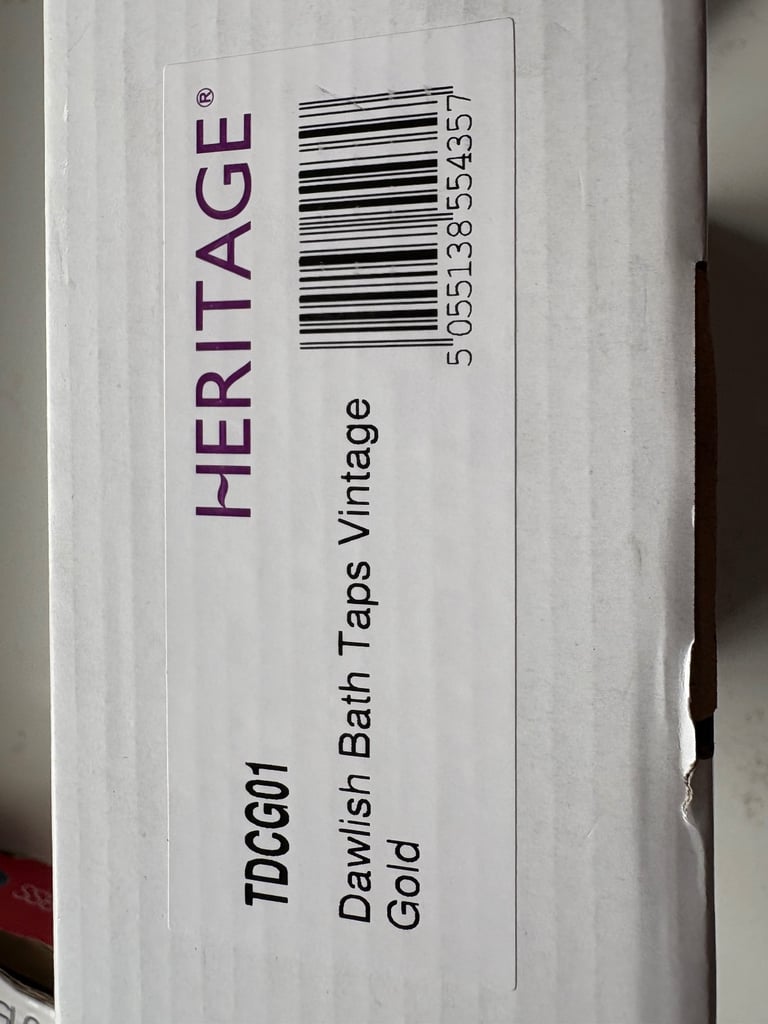 HERITAGE®
TDCG01
Dawlish Bath Taps Vintage
Gold
5 055138 554357